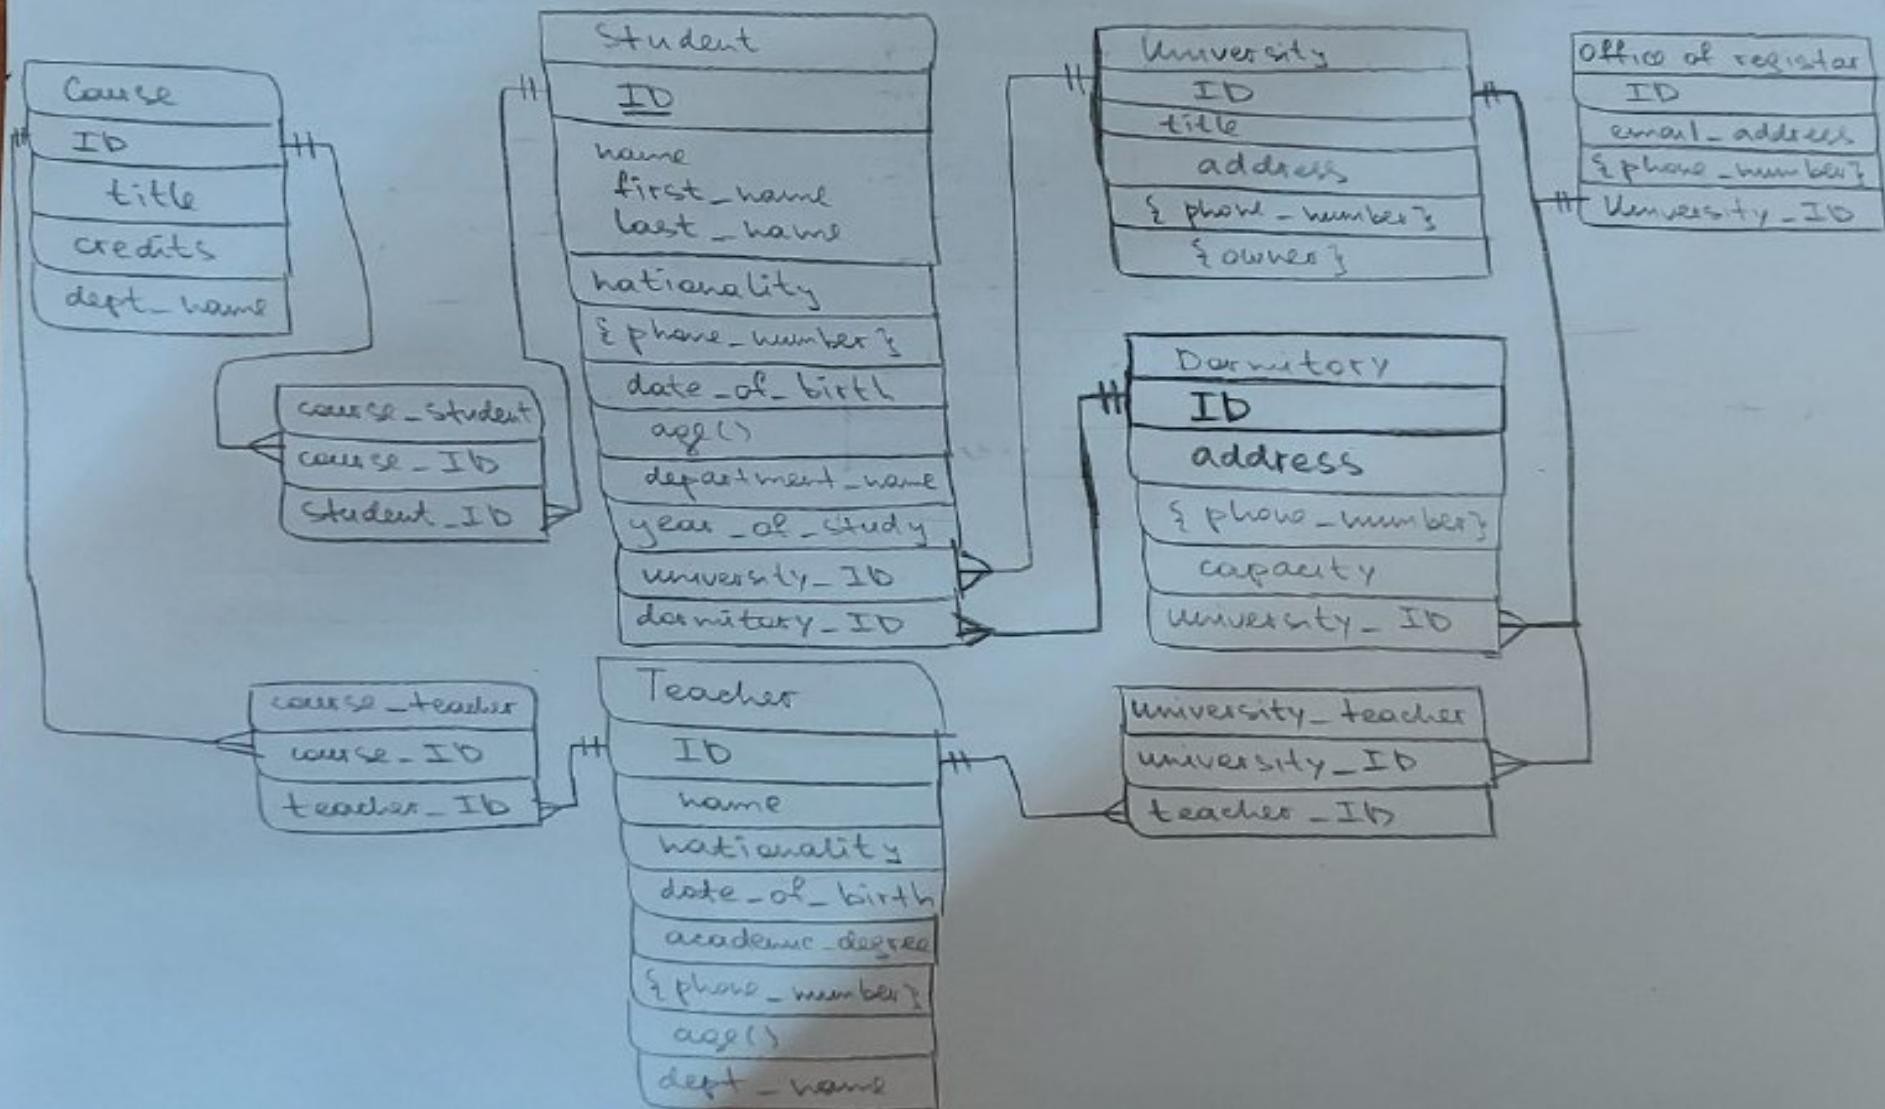 Course
ID
title
credits
dept_name
Student
ID
name
first_name
last_name
nationality
{phone_number}
date_of_birth
age()
department_name
year_of_study
university_ID
dormitory_ID
University
ID
title
address
{phone_number}
{owner}
Office of registar
ID
email_address
{phone_number}
University_ID
course_student
course_ID
student_ID
Dormitory
ID
address
{phone_number}
capacity
university_ID
course_teacher
course_ID
teacher_ID
Teacher
ID
name
nationality
date_of_birth
academic_degree
{phone_number}
age()
dept_name
university_teacher
university_ID
teacher_ID